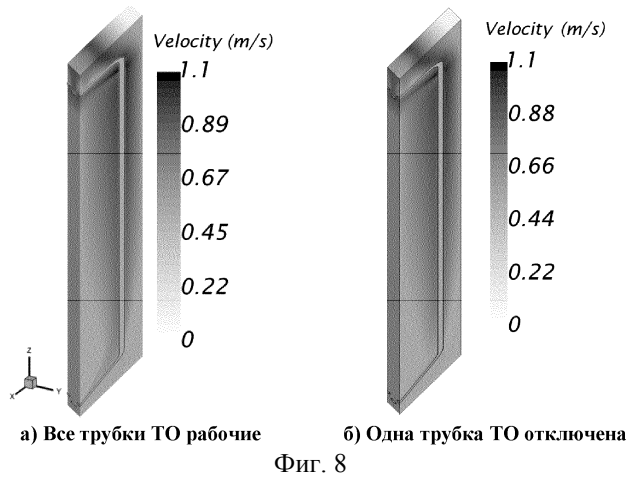 Velocity (m/s)
1.1
0.89
0.67
0.45
0.22
0
Velocity (m/s)
1.1
0.88
0.66
0.44
0.22
0
Z
Y
X
а) Все трубки ТО рабочие
б) Одна трубка ТО отключена
Фиг. 8